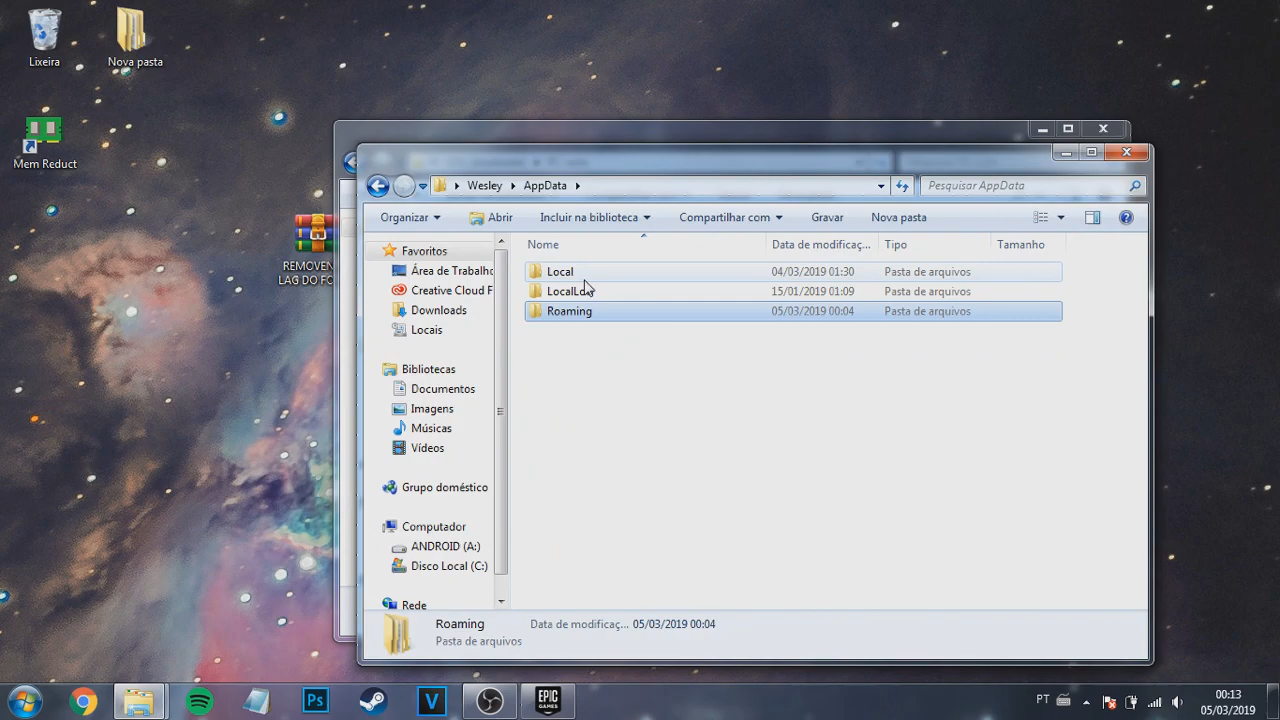 Lixeira
Nova pasta
Mem Reduct
REMOVEN
LAG DO FO
Wesley
AppData
Pesquisar AppData
Organizar
Abrir
Incluir na biblioteca
Compartilhar com
Gravar
Nova pasta
Nome
Data de modificaç...
Tipo
Tamanho
Favoritos
Área de Trabalho
Creative Cloud F
Downloads
Locais
Bibliotecas
Documentos
Imagens
Músicas
Vídeos
Grupo doméstico
Computador
ANDROID (A:)
Disco Local (C:)
Rede
Local 04/03/2019 01:30 Pasta de arquivos
LocalLow 15/01/2019 01:09 Pasta de arquivos
Roaming 05/03/2019 00:04 Pasta de arquivos
Roaming Data de modificaç... 05/03/2019 00:04
Pasta de arquivos
Ps
V
EPIC
GAMES
PT
00:13
05/03/2019